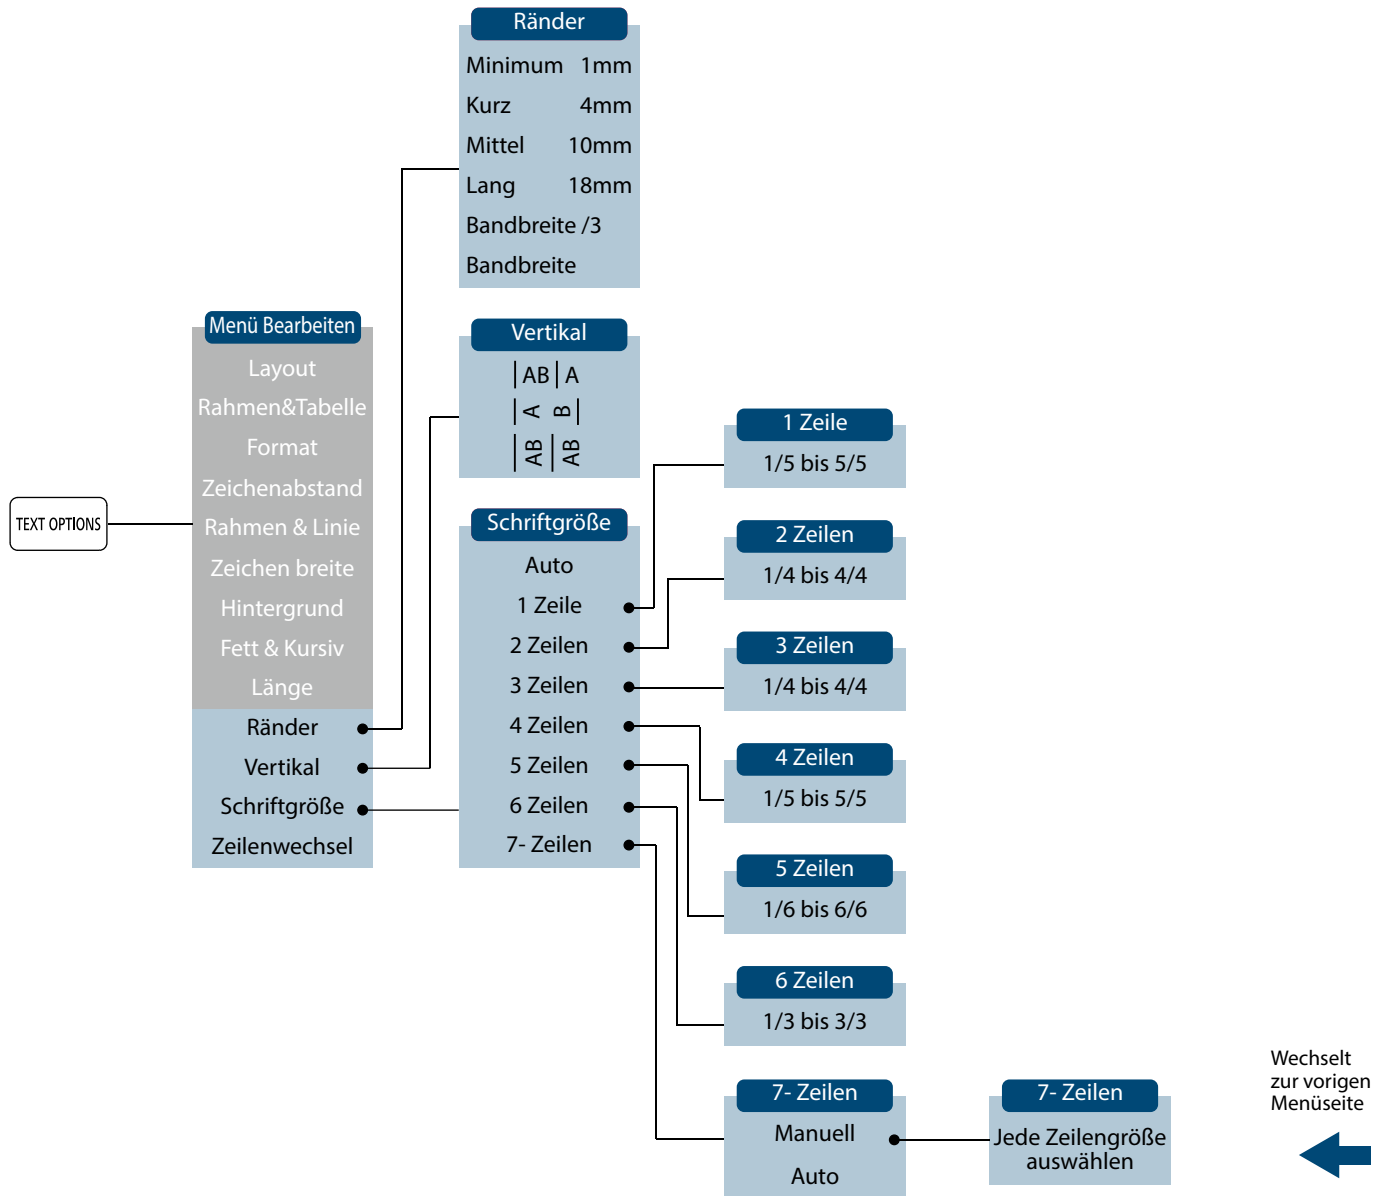 TEXT OPTIONS
Menü Bearbeiten
Layout
Rahmen&Tabelle
Format
Zeichenabstand
Rahmen & Linie
Zeichen breite
Hintergrund
Fett & Kursiv
Länge
Ränder
Vertikal
Schriftgröße
Zeilenwechsel
Ränder
Minimum 1mm
Kurz 4mm
Mittel 10mm
Lang 18mm
Bandbreite /3
Bandbreite
Vertikal
AB A
A B
AB AB
Schriftgröße
Auto
1 Zeile
2 Zeilen
3 Zeilen
4 Zeilen
5 Zeilen
6 Zeilen
7- Zeilen
1 Zeile
1/5 bis 5/5
2 Zeilen
1/4 bis 4/4
3 Zeilen
1/4 bis 4/4
4 Zeilen
1/5 bis 5/5
5 Zeilen
1/6 bis 6/6
6 Zeilen
1/3 bis 3/3
7- Zeilen
Manuell
Auto
7- Zeilen
Jede Zeilengröße
auswählen
Wechselt
zur vorigen
Menüseite